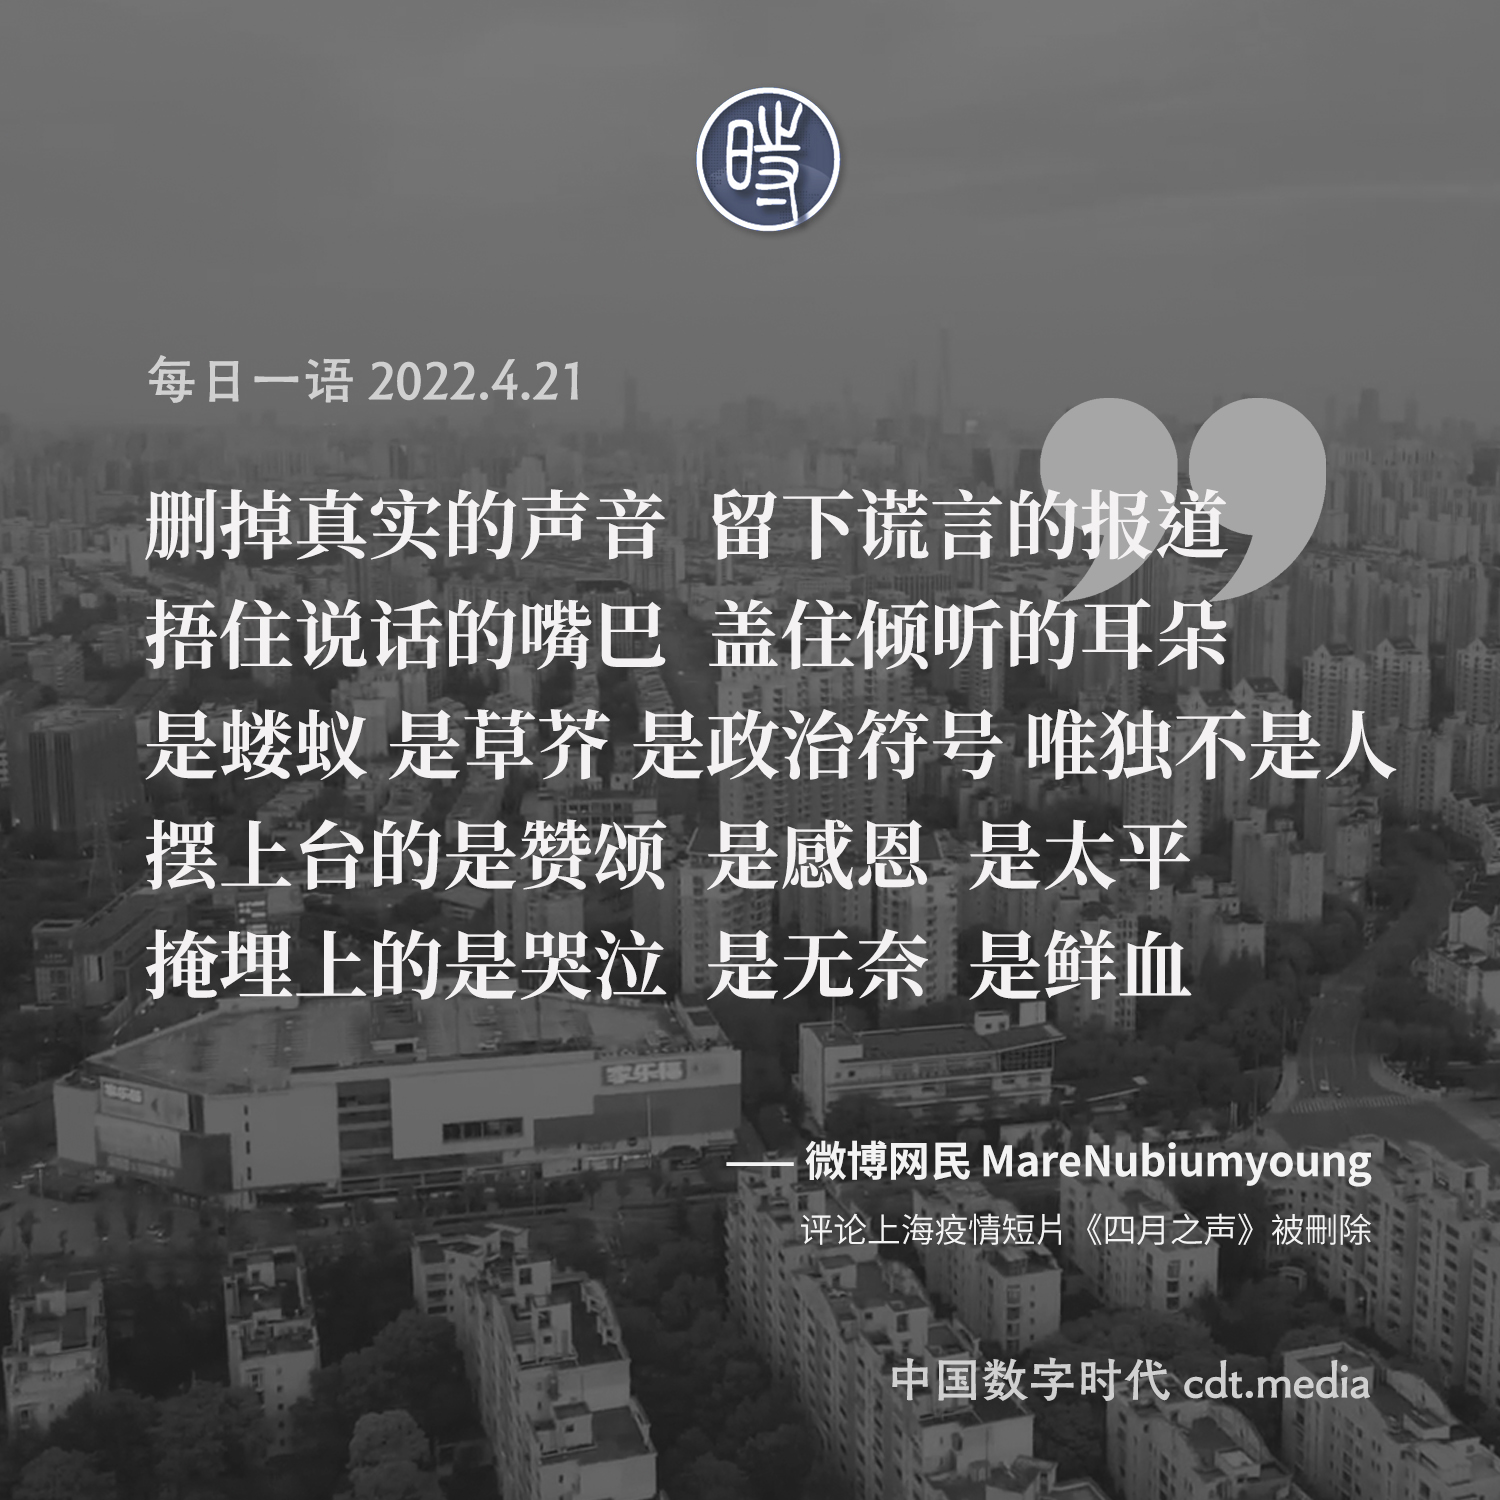 時
每日一语 2022.4.21
删掉真实的声音 留下谎言的报道
捂住说话的嘴巴 盖住倾听的耳朵
是蝼蚁 是草芥 是政治符号 唯独不是人
摆上台的是赞颂 是感恩 是太平
掩埋上的是哭泣 是无奈 是鲜血
—— 微博网民 MareNubiumyoung
评论上海疫情短片《四月之声》被刪除
中国数字时代 cdt.media